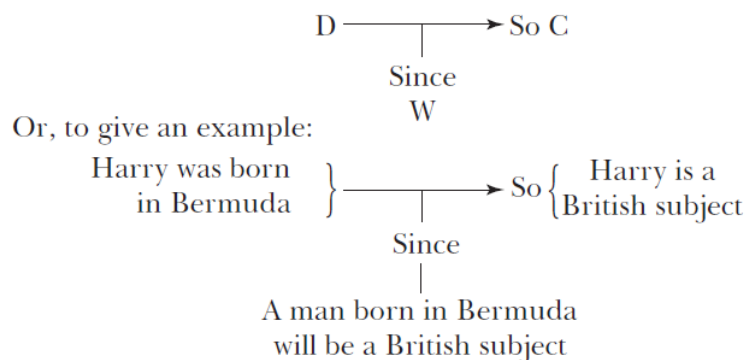 D So C
Since
W
Or, to give an example:
Harry was born
in Bermuda
So
Harry is a
British subject
Since
A man born in Bermuda
will be a British subject